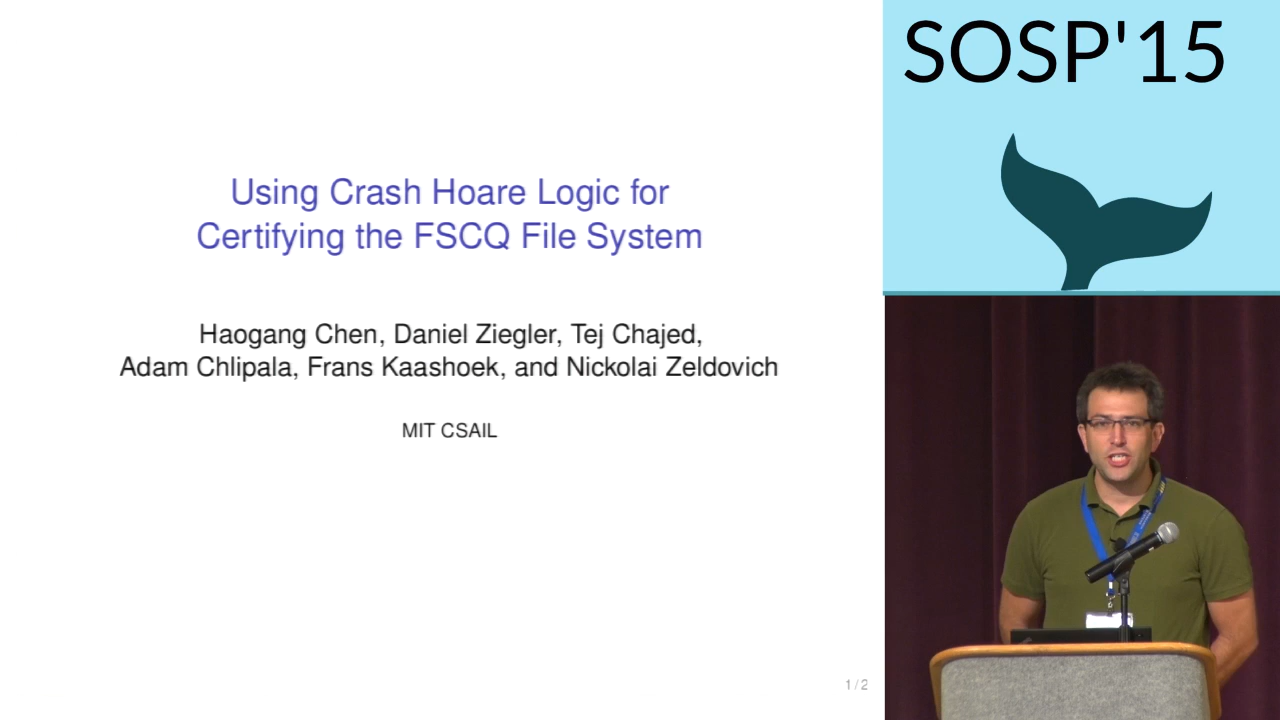 Using Crash Hoare Logic for
Certifying the FSCQ File System
Haogang Chen, Daniel Ziegler, Tej Chajed,
Adam Chlipala, Frans Kaashoek, and Nickolai Zeldovich
MIT CSAIL
1 / 2
SOSP'15